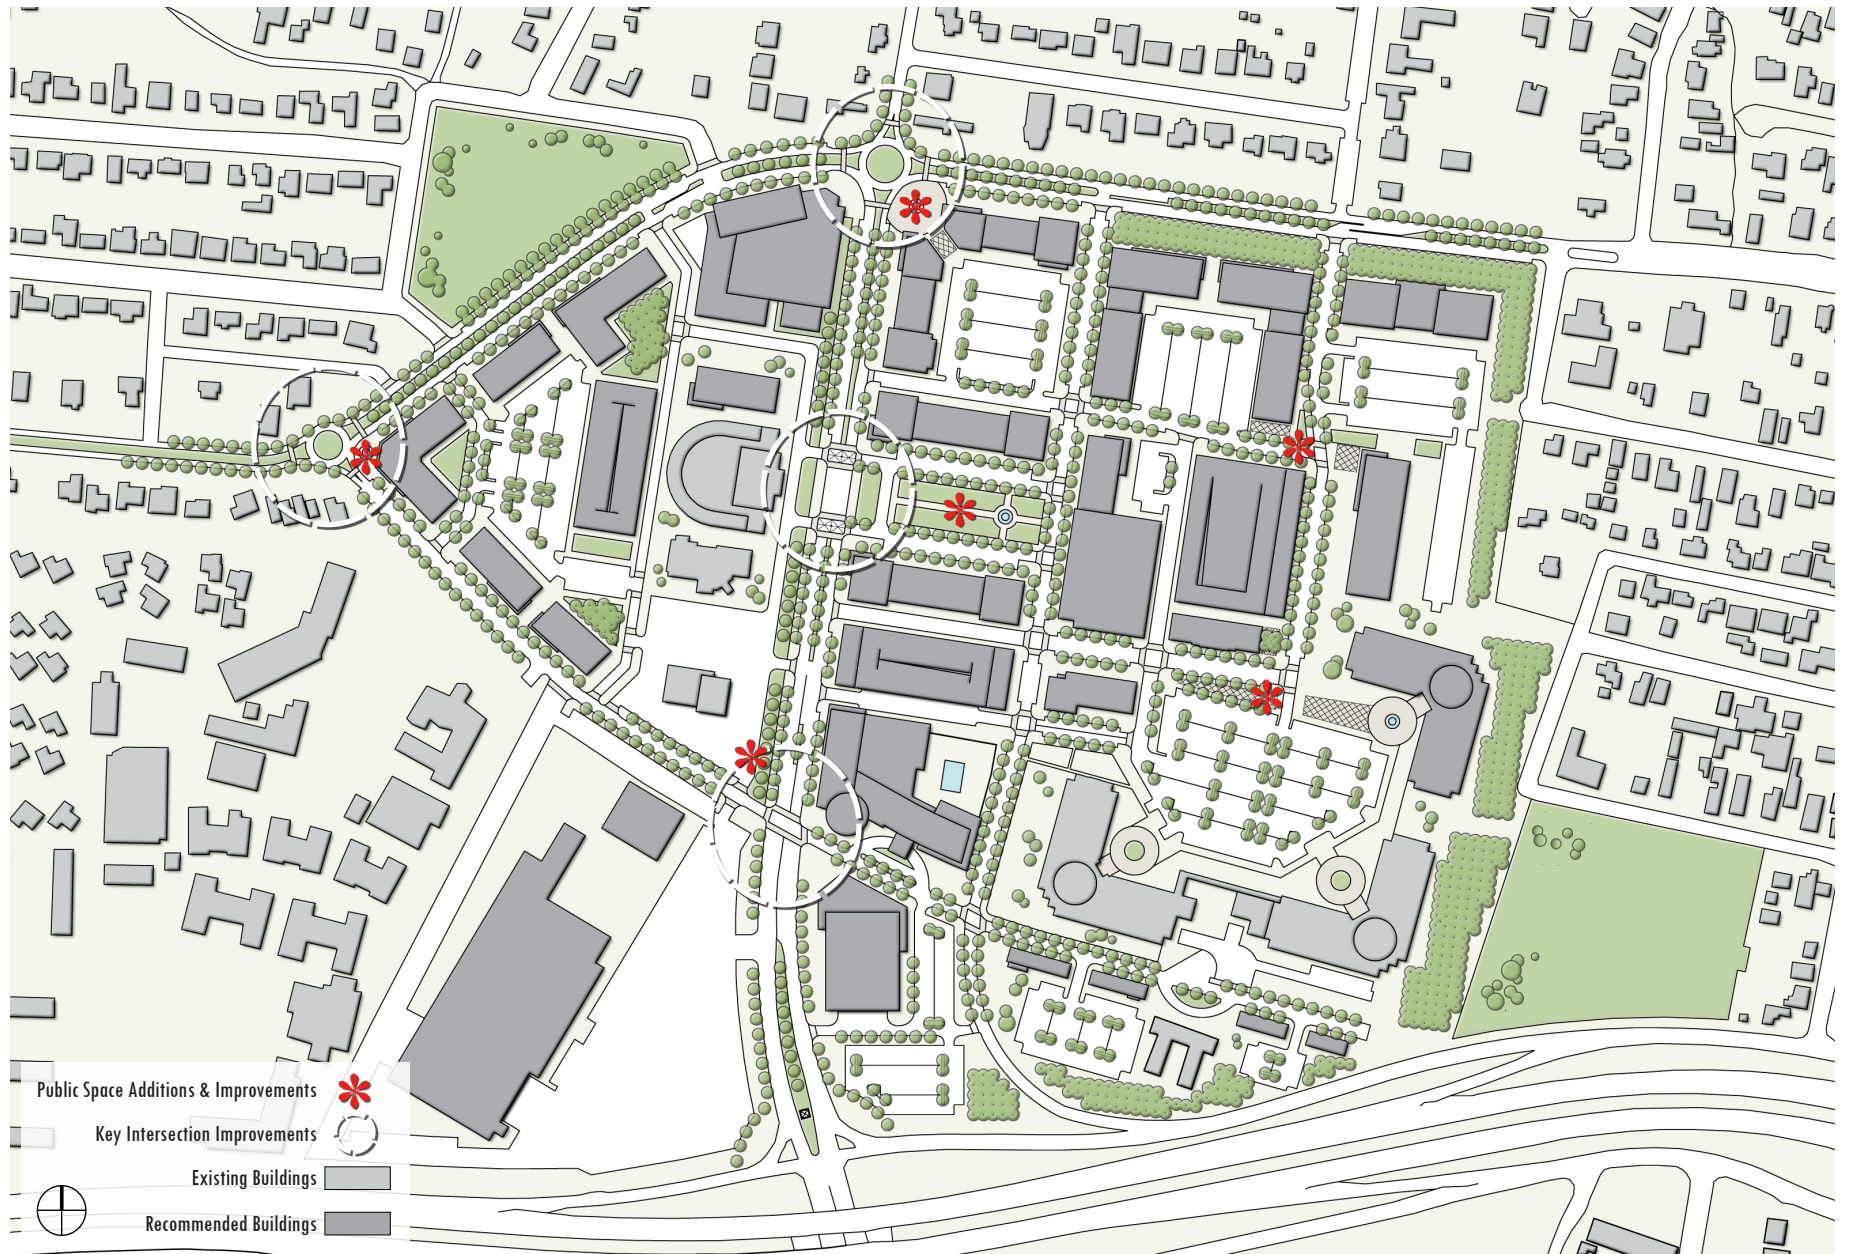 Public Space Additions & Improvements
Key Intersection Improvements
Existing Buildings
Recommended Buildings